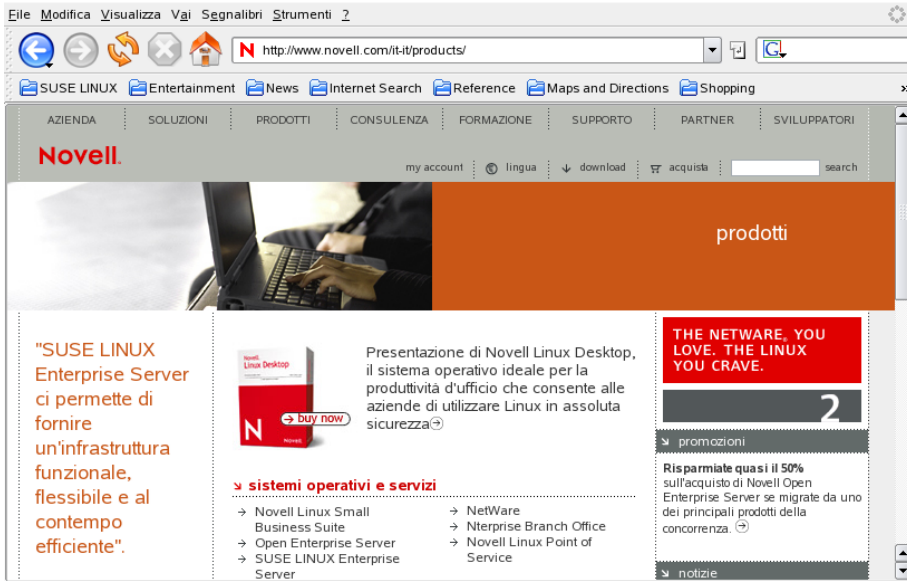 File Modifica Visualizza Vai Segnalibri Strumenti ?
http://www.novell.com/it-it/products/
SUSE LINUX Entertainment News Internet Search Reference Maps and Directions Shopping »
AZIENDA SOLUZIONI PRODOTTI CONSULENZA FORMAZIONE SUPPORTO PARTNER SVILUPPATORI
Novell.
my account lingua download acquista search
prodotti
"SUSE LINUX
Enterprise Server
ci permette di
fornire
un'infrastruttura
funzionale,
flessibile e al
contempo
efficiente".
Novell
Linux Desktop
buy now
N
Novell
Presentazione di Novell Linux Desktop,
il sistema operativo ideale per la
produttività d'ufficio che consente alle
aziende di utilizzare Linux in assoluta
sicurezza
sistemi operativi e servizi
Novell Linux Small
Business Suite
Open Enterprise Server
SUSE LINUX Enterprise
Server
NetWare
Nterprise Branch Office
Novell Linux Point of
Service
THE NETWARE® YOU
LOVE. THE LINUX
YOU CRAVE.
2
promozioni
Risparmiate quasi il 50%
sull'acquisto di Novell Open
Enterprise Server se migrate da uno
dei principali prodotti della
concorrenza.
notizie